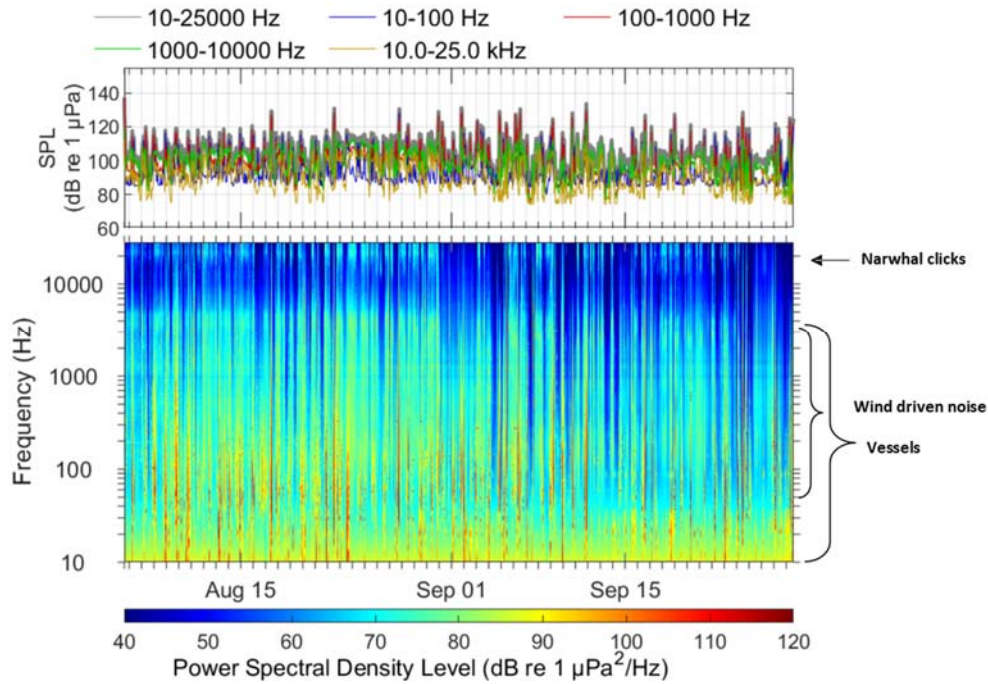 10-25000 Hz 10-100 Hz 100-1000 Hz
1000-10000 Hz 10.0-25.0 kHz
SPL
(dB re 1 µPa)
140
120
100
80
60
Frequency (Hz)
10000
1000
100
10
Narwhal clicks
Wind driven noise
Vessels
Aug 15 Sep 01 Sep 15
40 50 60 70 80 90 100 110 120
Power Spectral Density Level (dB re 1 µPa²/Hz)